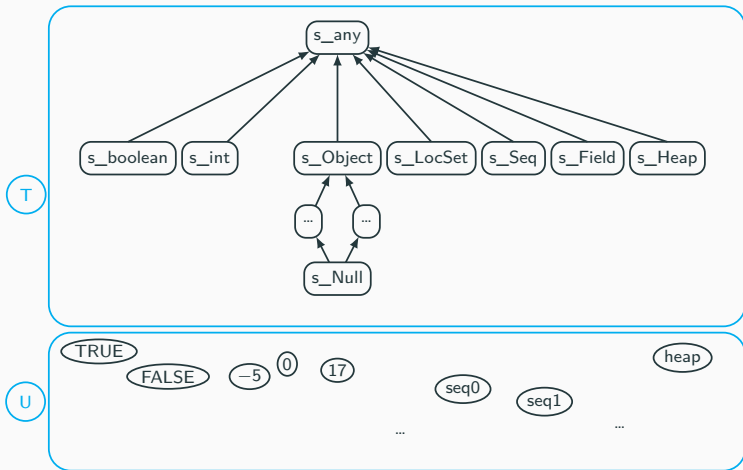 s_any
s_boolean s_int s_Object s_LocSet s_Seq s_Field s_Heap
T
... ...
s_Null
TRUE
FALSE
−5
0
17
heap
seq0
seq1
U
...
...